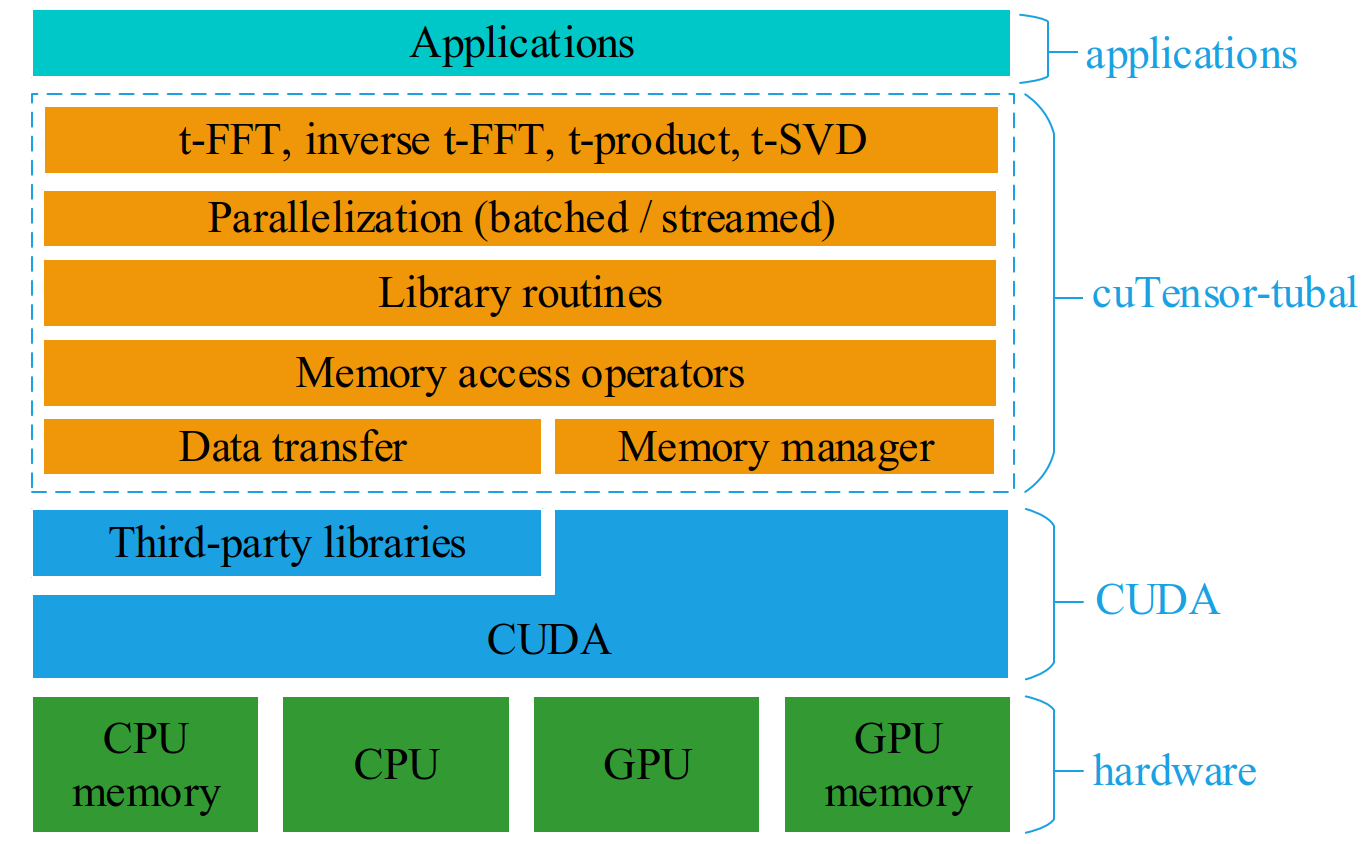 Applications
applications
t-FFT, inverse t-FFT, t-product, t-SVD
Parallelization (batched / streamed)
Library routines
cuTensor-tubal
Memory access operators
Data transfer
Memory manager
Third-party libraries
CUDA
CUDA
CPU
memory
CPU
GPU
GPU
memory
hardware